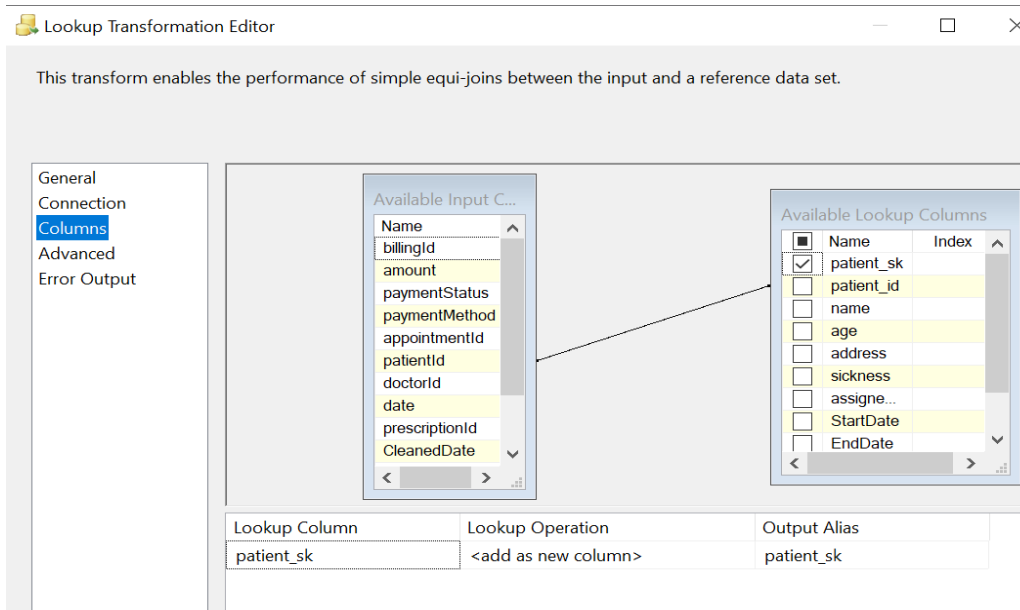 Lookup Transformation Editor
This transform enables the performance of simple equi-joins between the input and a reference data set.
General
Connection
Columns
Advanced
Error Output
Available Input C...
Name
billingId
amount
paymentStatus
paymentMethod
appointmentId
patientId
doctorId
date
prescriptionId
CleanedDate
Available Lookup Columns
Name Index
patient_sk
patient_id
name
age
address
sickness
assigne...
StartDate
EndDate
Lookup Column Lookup Operation Output Alias
patient_sk <add as new column> patient_sk